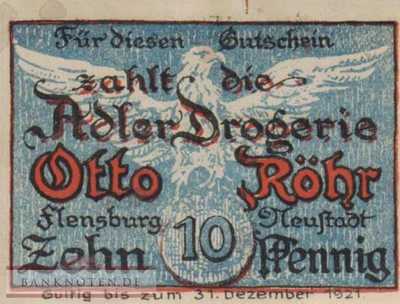 Für diesen Gutschein
zahlt die
Adler Drogerie
Otto Röhr
Flensburg Neustadt
Zehn 10 Pfennig
Gültig bis zum 31. Dezember 1921
BANKNOTEN.DE